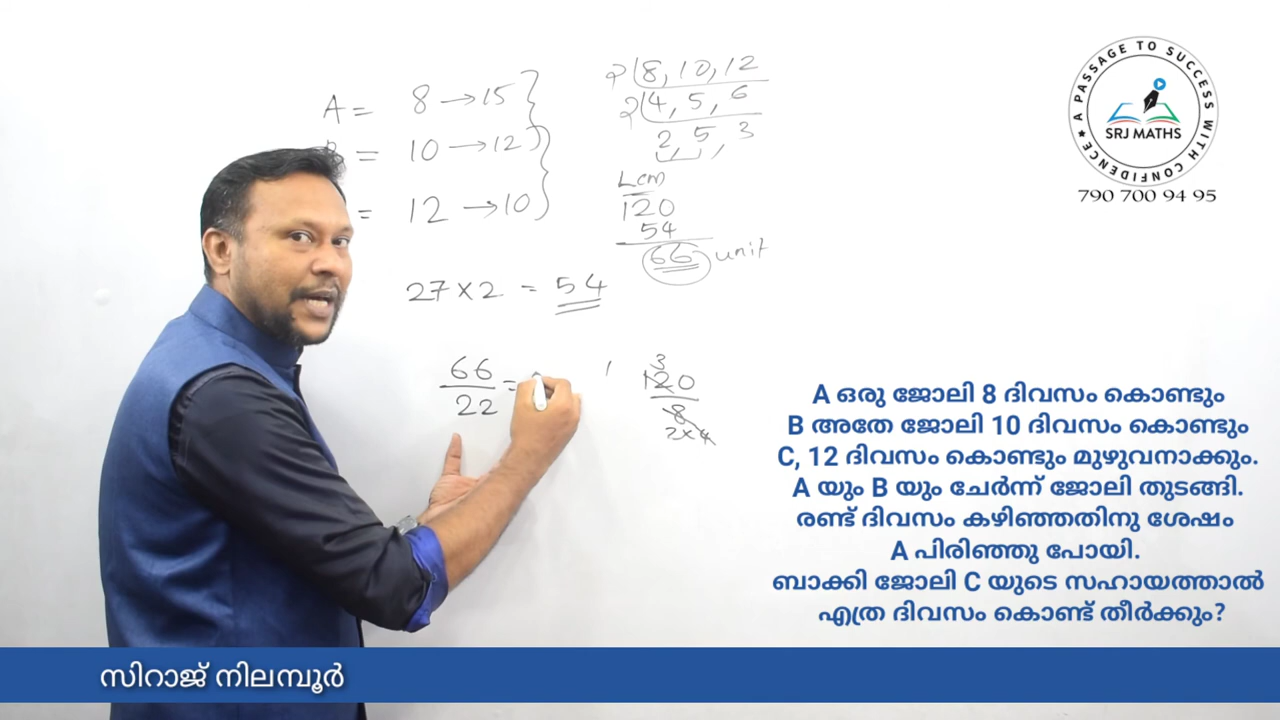 A = 8 → 15
= 10 → 12
= 12 → 10
27 × 2 = 54
66
22
=
2 8, 10, 12
2 4, 5, 6
2, 5, 3
Lcm
120
54
66 unit
3
120
8
2×4
A PASSAGE TO SUCCESS WITH CONFIDENCE
SRJ MATHS
790 700 94 95
A ഒരു ജോലി 8 ദിവസം കൊണ്ടും
B അതേ ജോലി 10 ദിവസം കൊണ്ടും
C, 12 ദിവസം കൊണ്ടും മുഴുവനാക്കും.
A യും B യും ചേർന്ന് ജോലി തുടങ്ങി.
രണ്ട് ദിവസം കഴിഞ്ഞതിനു ശേഷം
A പിരിഞ്ഞു പോയി.
ബാക്കി ജോലി C യുടെ സഹായത്താൽ
എത്ര ദിവസം കൊണ്ട് തീർക്കും?
സിറാജ് നിലമ്പൂർ